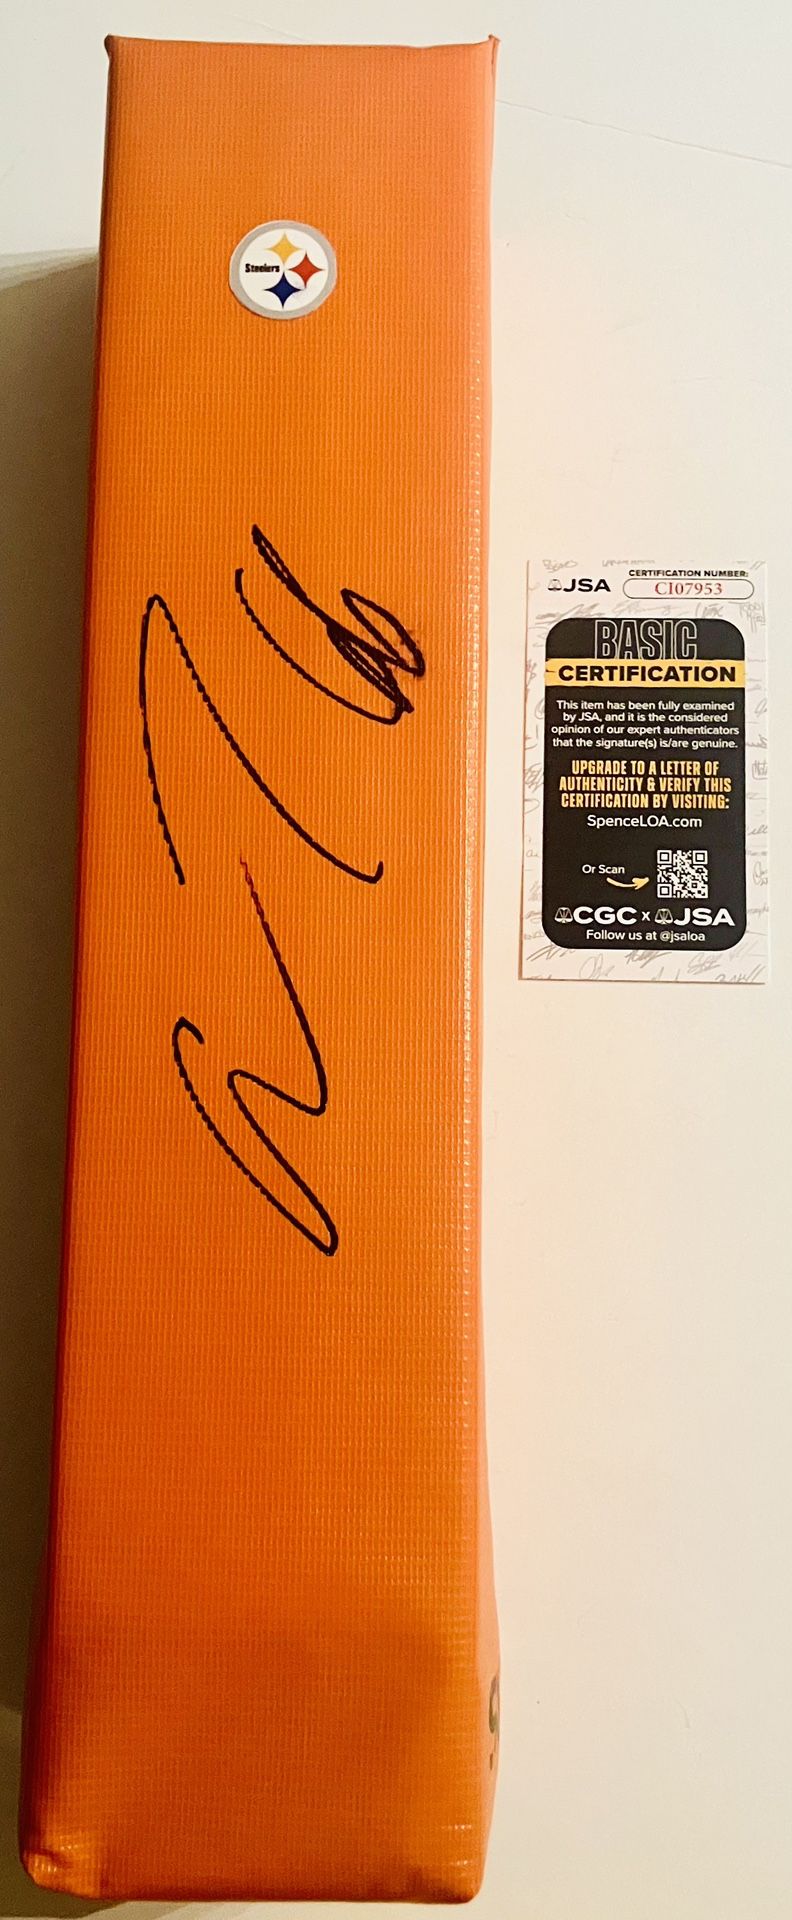 Steelers
JSA
CERTIFICATION NUMBER:
CI07953
BASIC
CERTIFICATION
This item has been fully examined
by JSA, and it is the considered
opinion of our expert authenticators
that the signature(s) is/are genuine.
UPGRADE TO A LETTER OF
AUTHENTICITY & VERIFY THIS
CERTIFICATION BY VISITING:
SpenceLOA.com
Or Scan
CGC x JSA
Follow us at @jsaloa